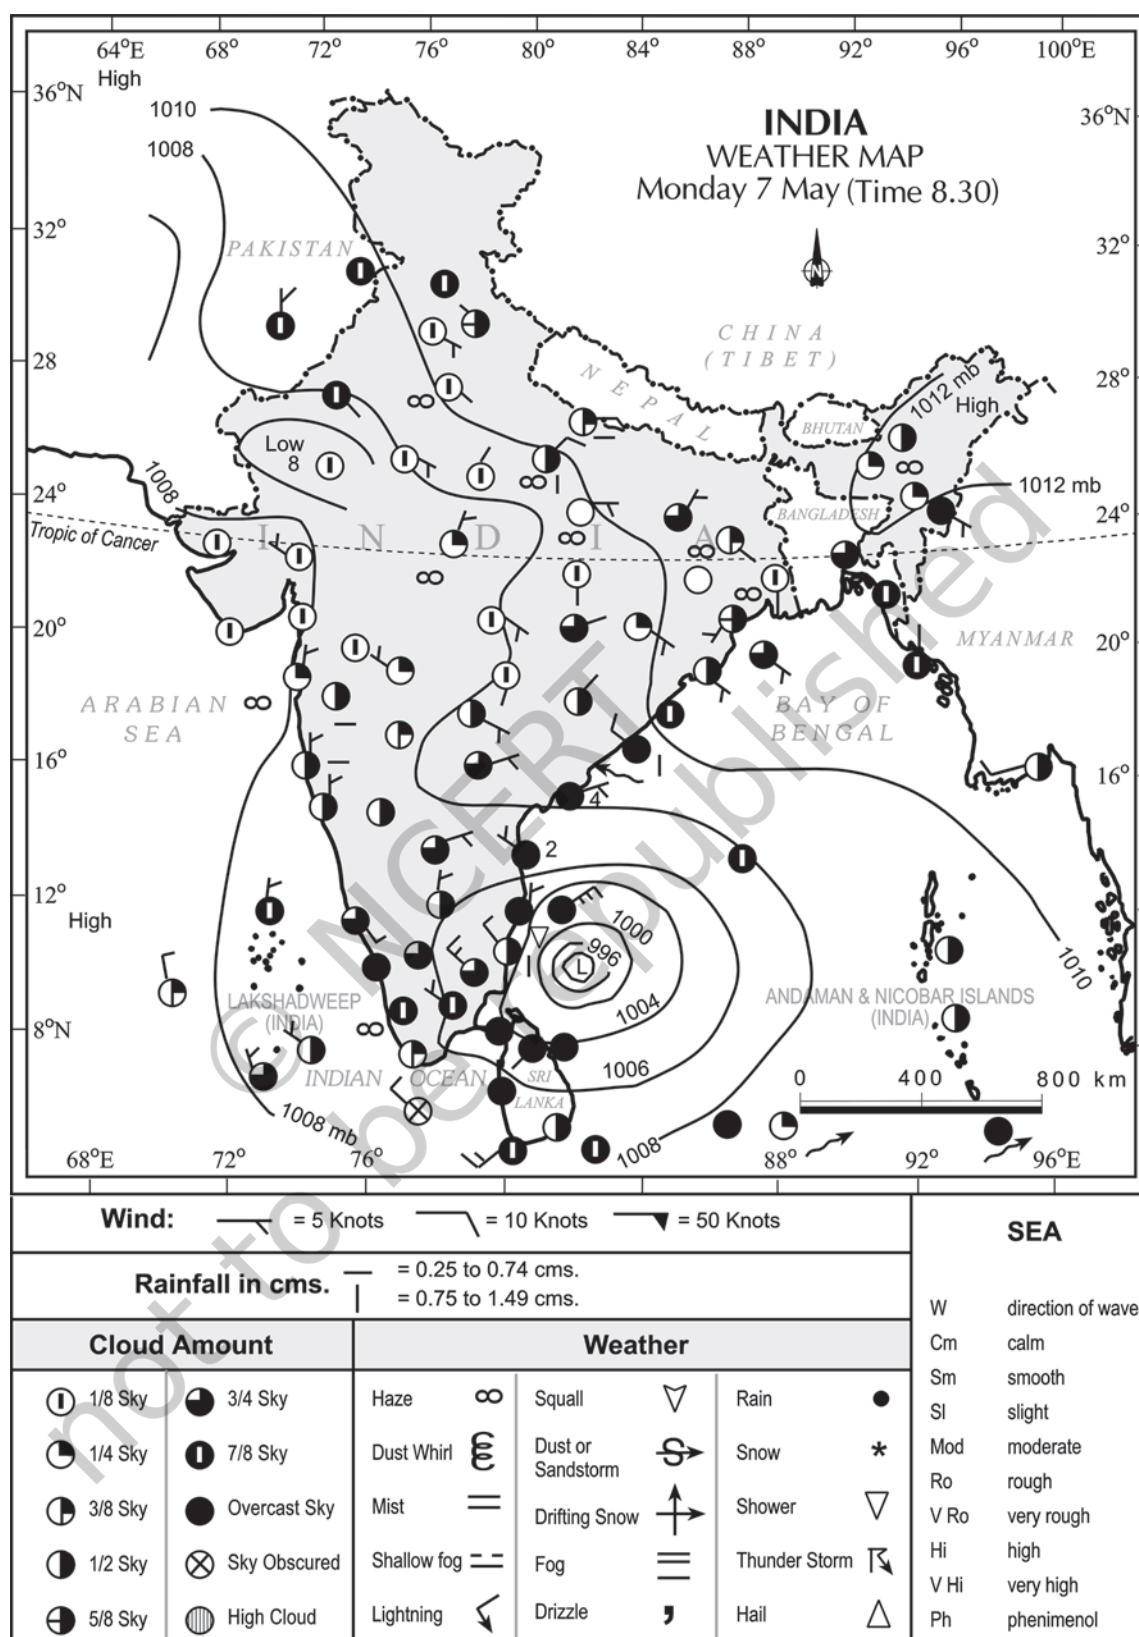 64°E 68° 72° 76° 80° 84° 88° 92° 96° 100°E
High
36°N
1010
1008
INDIA
WEATHER MAP
Monday 7 May (Time 8.30)
36°N
32°
PAKISTAN
N
32°
CHINA
(TIBET)
28°
NEPAL
28°
1012 mb
High
BHUTAN
Low
8
1008
1012 mb
24°
BANGLADESH
24°
Tropic of Cancer
INDIA
20°
MYANMAR
20°
ARABIAN
SEA
BAY OF
BENGAL
16°
16°
4
2
12°
12°
High
1000
996
L
1010
LAKSHADWEEP
(INDIA)
1004
ANDAMAN & NICOBAR ISLANDS
(INDIA)
8°N
8°
INDIAN OCEAN
SRI
LANKA
1006
0 400 800 km
1008 mb
1008
68°E 72° 76° 88° 92° 96°E
© NCERT
not to be republished
Wind: = 5 Knots = 10 Knots = 50 Knots
Rainfall in cms. = 0.25 to 0.74 cms.
= 0.75 to 1.49 cms.
Cloud Amount
1/8 Sky 3/4 Sky
1/4 Sky 7/8 Sky
3/8 Sky Overcast Sky
1/2 Sky Sky Obscured
5/8 Sky High Cloud
Weather
Haze Squall Rain
Dust Whirl Dust or
Sandstorm Snow
Mist Drifting Snow Shower
Shallow fog Fog Thunder Storm
Lightning Drizzle Hail
SEA
W direction of wave
Cm calm
Sm smooth
Sl slight
Mod moderate
Ro rough
V Ro very rough
Hi high
V Hi very high
Ph phenimenol